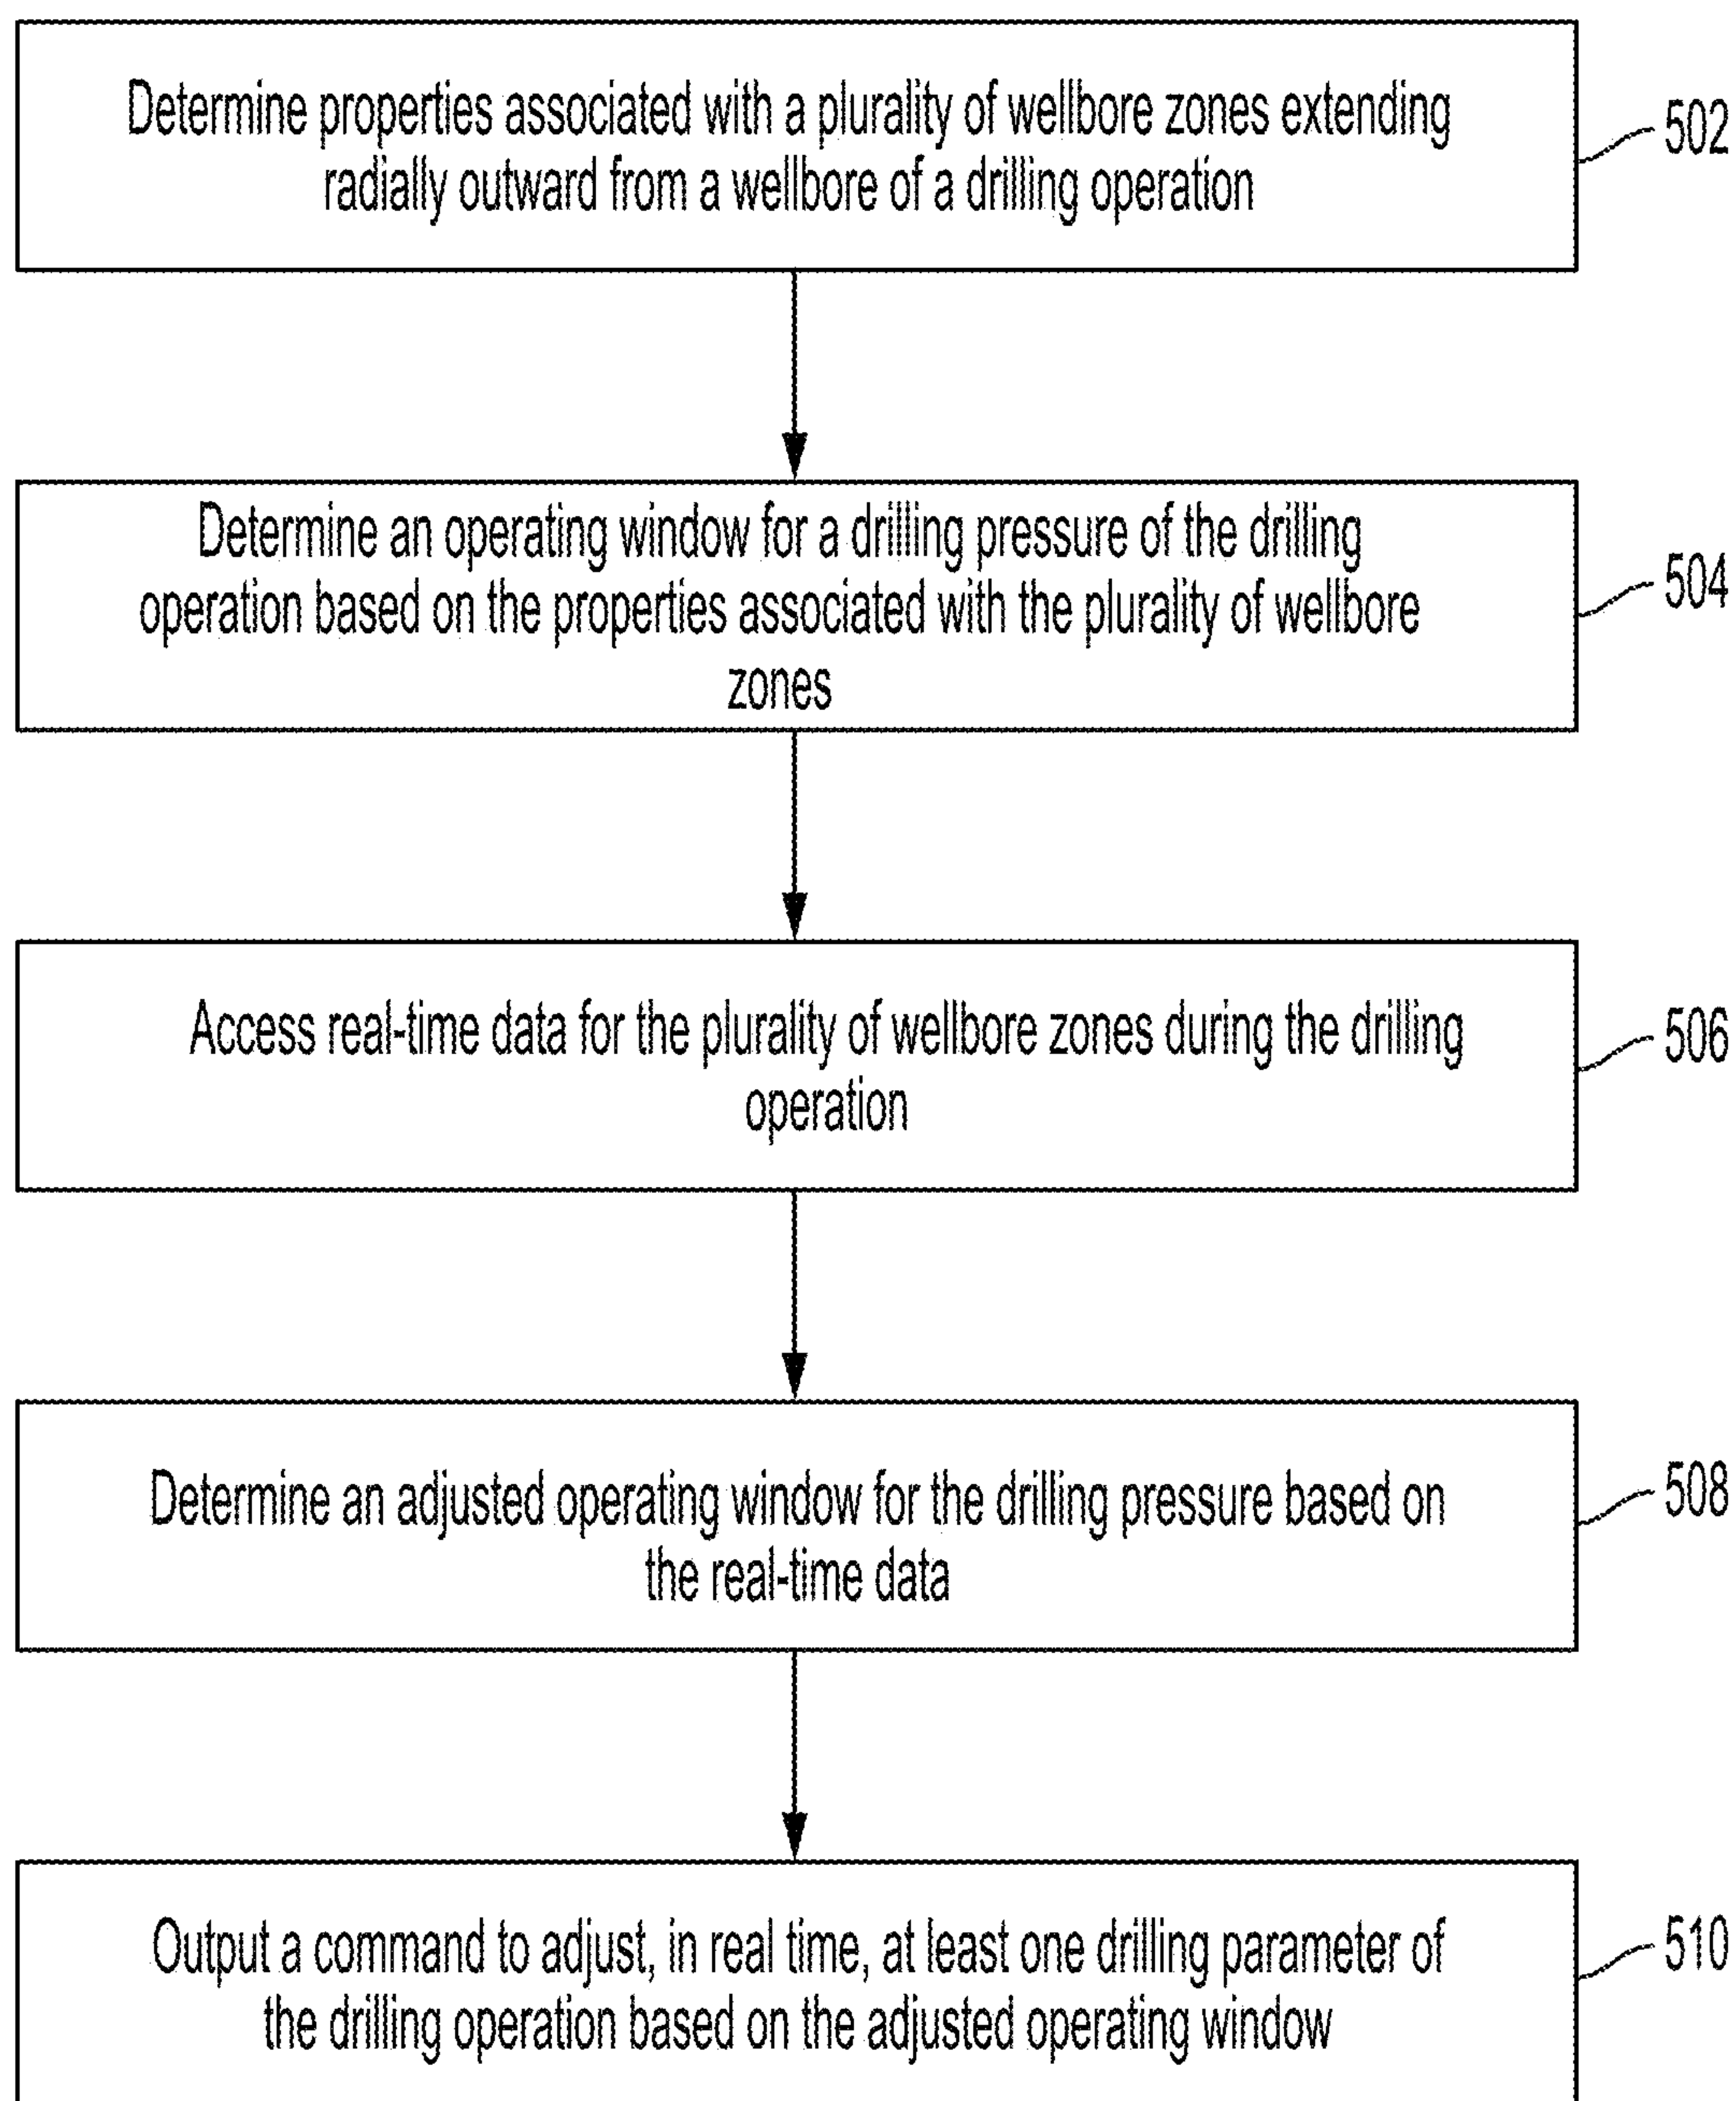 Determine properties associated with a plurality of wellbore zones extending
radially outward from a wellbore of a drilling operation
502
Determine an operating window for a drilling pressure of the drilling
operation based on the properties associated with the plurality of wellbore
zones
504
Access real-time data for the plurality of wellbore zones during the drilling
operation
506
Determine an adjusted operating window for the drilling pressure based on
the real-time data
508
Output a command to adjust, in real time, at least one drilling parameter of
the drilling operation based on the adjusted operating window
510